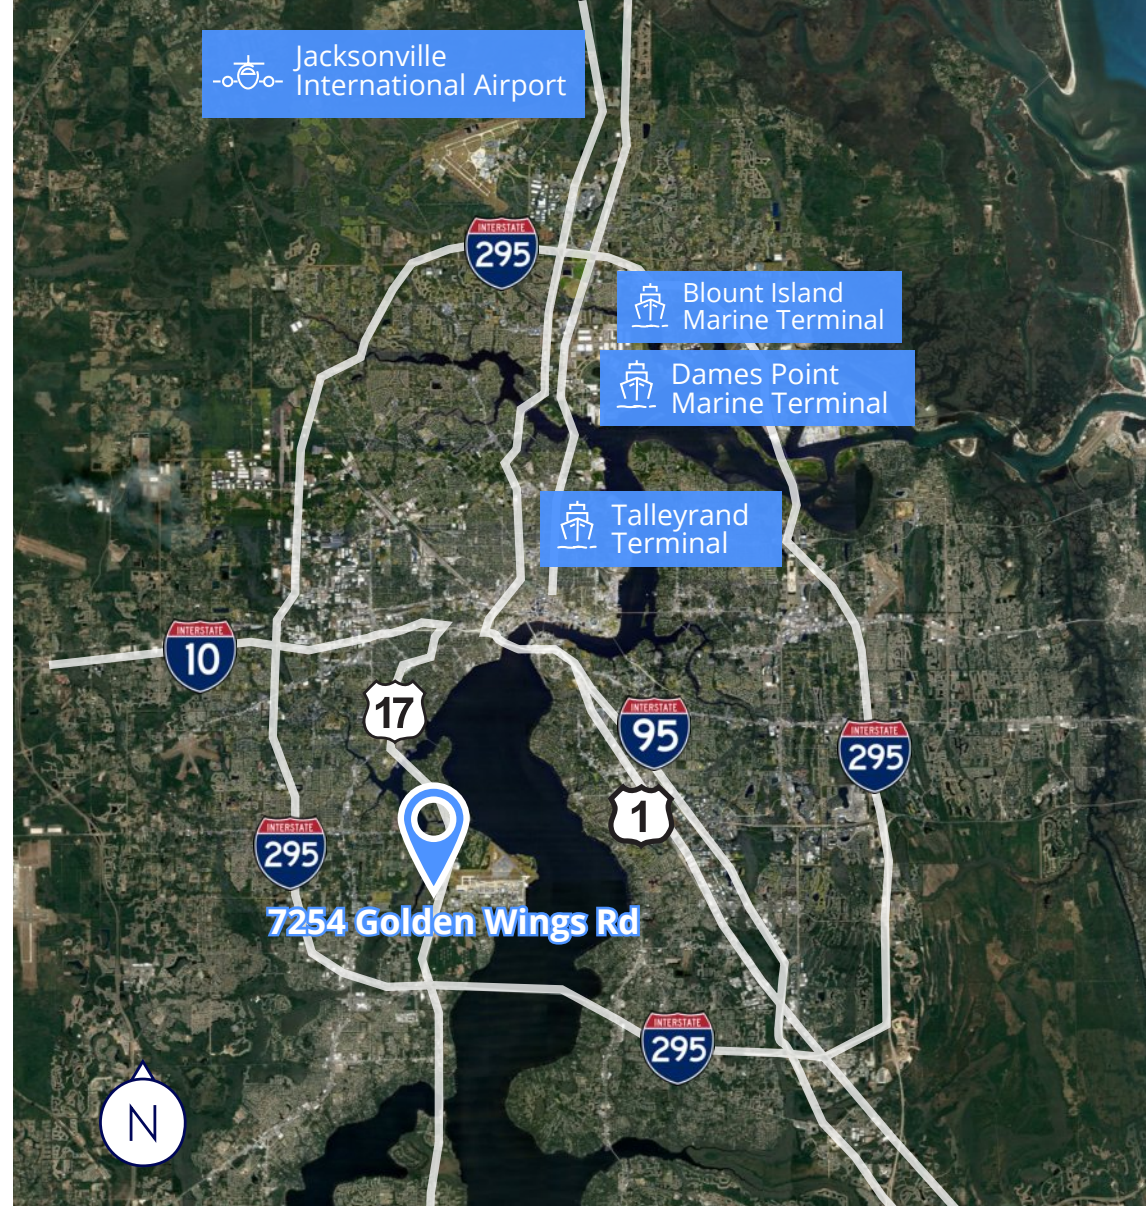 Jacksonville
International Airport
INTERSTATE
295
Blount Island
Marine Terminal
Dames Point
Marine Terminal
Talleyrand
Terminal
INTERSTATE
10
17
INTERSTATE
95
INTERSTATE
295
1
INTERSTATE
295
7254 Golden Wings Rd
INTERSTATE
295
N